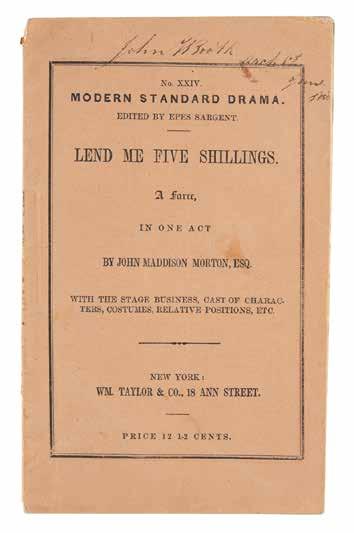 John Booth
No. XXIV.
MODERN STANDARD DRAMA.
EDITED BY EPES SARGENT.
LEND ME FIVE SHILLINGS.
A Farce,
IN ONE ACT
BY JOHN MADDISON MORTON, ESQ.
WITH THE STAGE BUSINESS, CAST OF CHARAC-
TERS, COSTUMES, RELATIVE POSITIONS, ETC.
NEW YORK:
WM. TAYLOR & CO., 18 ANN STREET.
PRICE 12 1-2 CENTS.